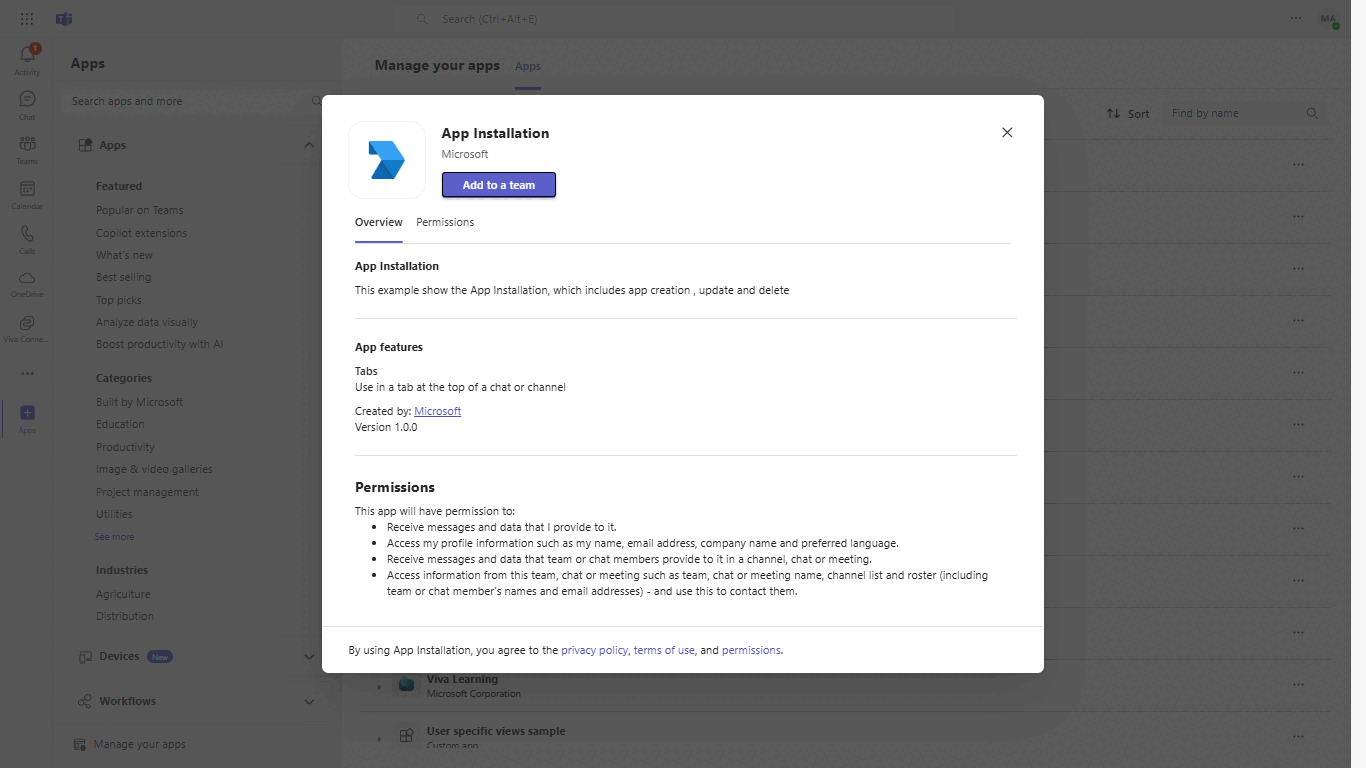 Search (Ctrl+Alt+E)
MA
1
Activity
Chat
Teams
Calendar
Calls
OneDrive
Viva Conne...
Apps
Apps
Search apps and more
Apps
Featured
Popular on Teams
Copilot extensions
What's new
Best selling
Top picks
Analyze data visually
Boost productivity with AI
Categories
Built by Microsoft
Education
Productivity
Image & video galleries
Project management
Utilities
See more
Industries
Agriculture
Distribution
Devices New
Workflows
Manage your apps
Manage your apps Apps
Sort
Find by name
App Installation
Microsoft
Add to a team
Overview Permissions
App Installation
This example show the App Installation, which includes app creation , update and delete
App features
Tabs
Use in a tab at the top of a chat or channel
Created by: Microsoft
Version 1.0.0
Permissions
This app will have permission to:
Receive messages and data that I provide to it.
Access my profile information such as my name, email address, company name and preferred language.
Receive messages and data that team or chat members provide to it in a channel, chat or meeting.
Access information from this team, chat or meeting such as team, chat or meeting name, channel list and roster (including
team or chat member's names and email addresses) - and use this to contact them.
By using App Installation, you agree to the privacy policy, terms of use, and permissions.
Viva Learning
Microsoft Corporation
User specific views sample
Custom app